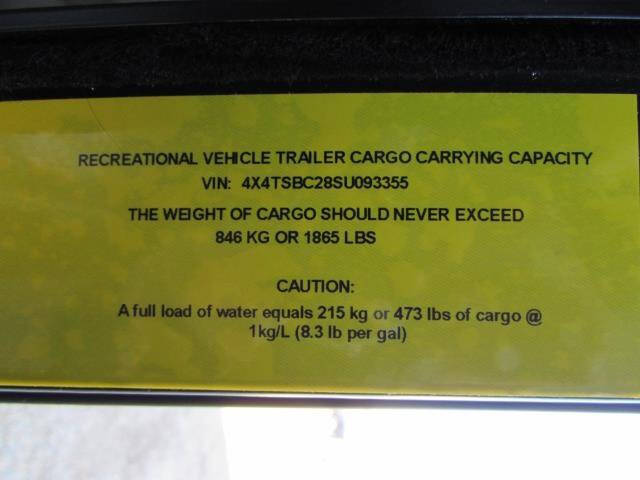 RECREATIONAL VEHICLE TRAILER CARGO CARRYING CAPACITY
VIN: 4X4TSBC28SU093355
THE WEIGHT OF CARGO SHOULD NEVER EXCEED
846 KG OR 1865 LBS
CAUTION:
A full load of water equals 215 kg or 473 lbs of cargo @
1kg/L (8.3 lb per gal)